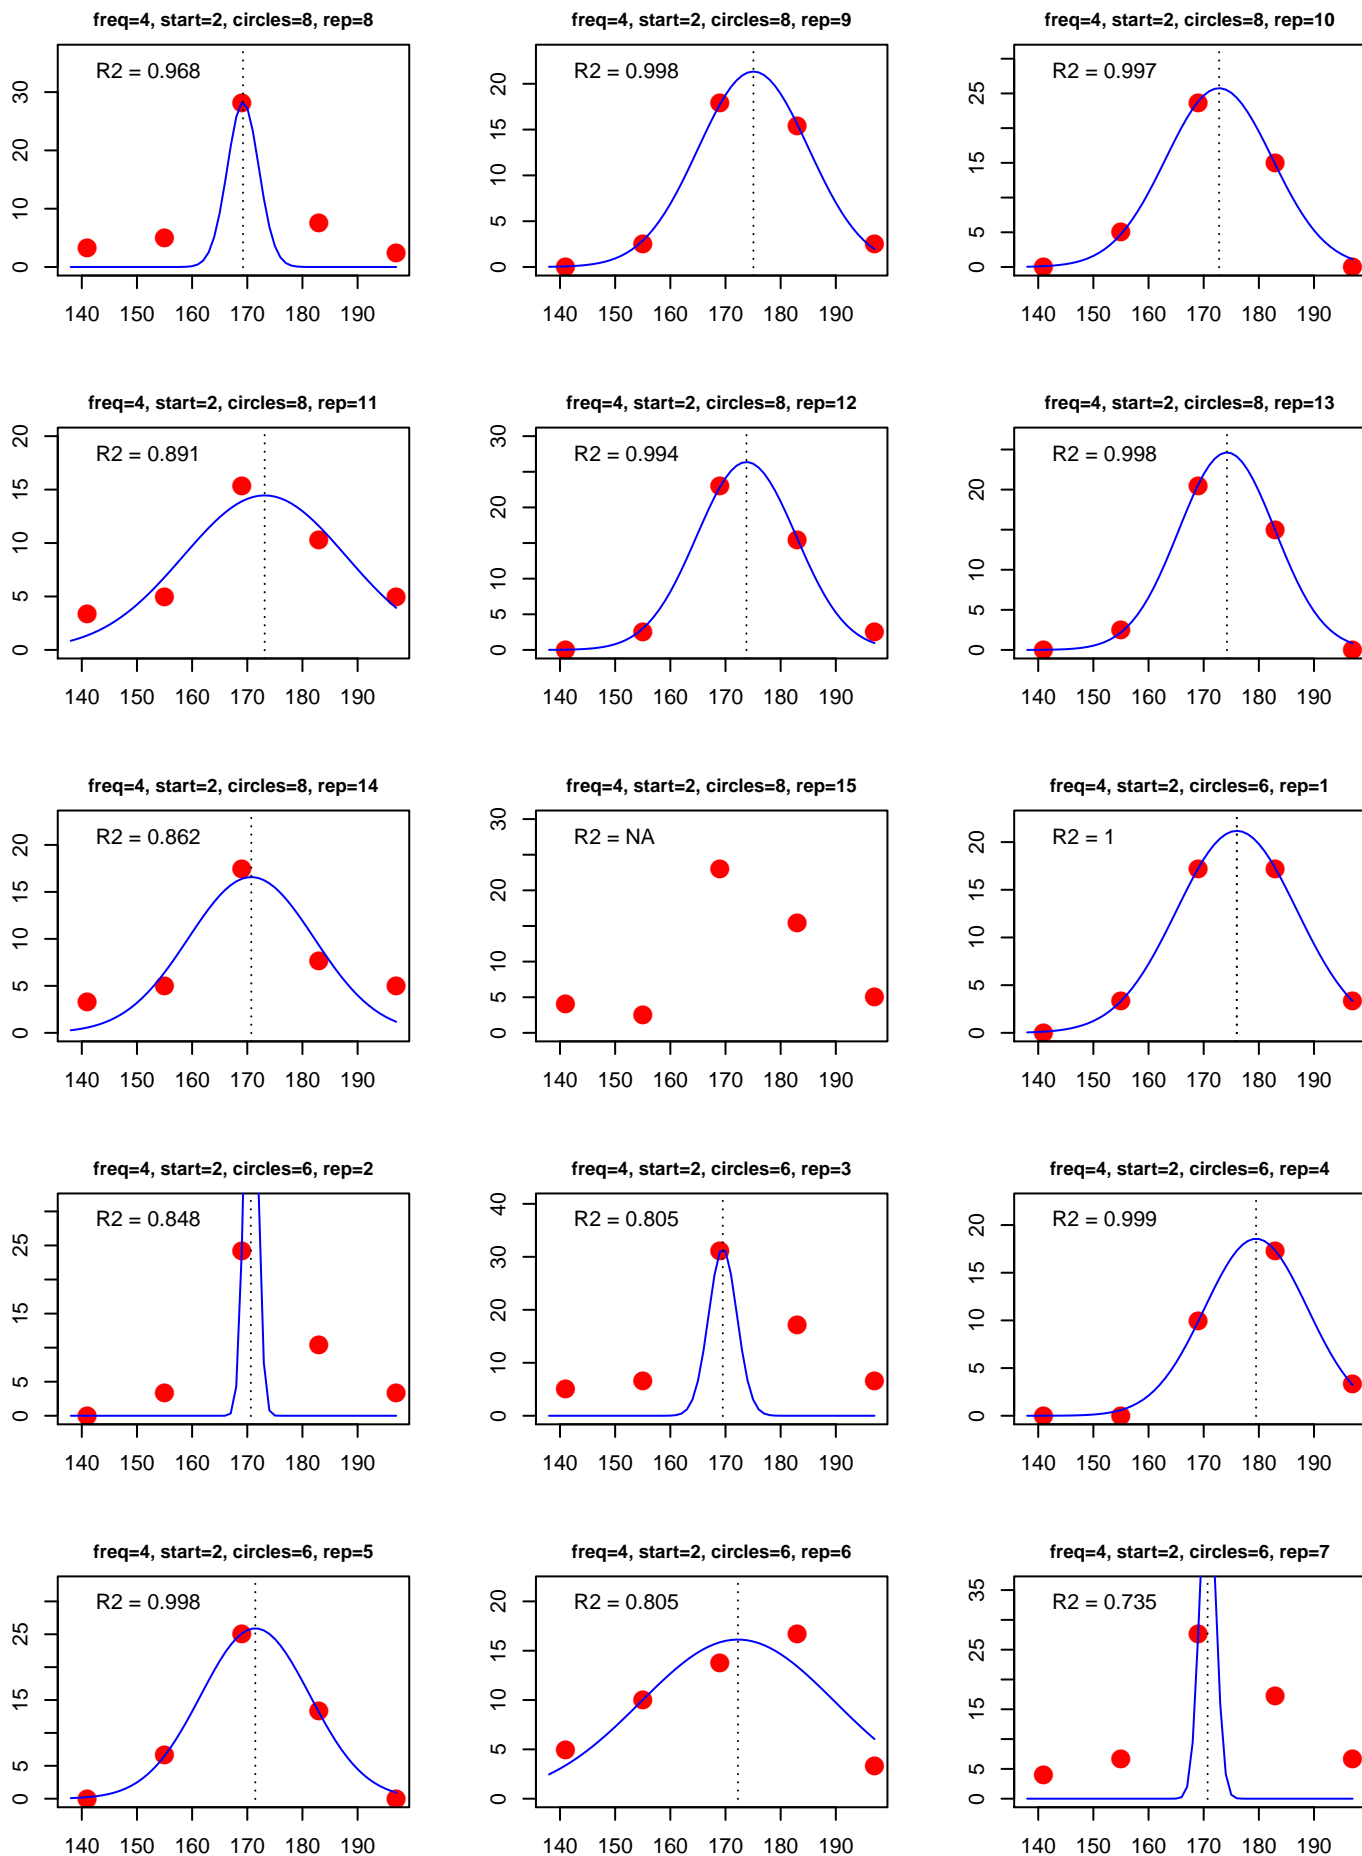 freq=4, start=2, circles=8, rep=8
R2 = 0.968
0 10 20 30
140 150 160 170 180 190
freq=4, start=2, circles=8, rep=9
R2 = 0.998
0 5 10 15 20
140 150 160 170 180 190
freq=4, start=2, circles=8, rep=10
R2 = 0.997
0 5 15 25
140 150 160 170 180 190
freq=4, start=2, circles=8, rep=11
R2 = 0.891
0 5 10 15 20
140 150 160 170 180 190
freq=4, start=2, circles=8, rep=12
R2 = 0.994
0 5 10 20 30
140 150 160 170 180 190
freq=4, start=2, circles=8, rep=13
R2 = 0.998
0 5 10 20
140 150 160 170 180 190
freq=4, start=2, circles=8, rep=14
R2 = 0.862
0 5 10 15 20
140 150 160 170 180 190
freq=4, start=2, circles=8, rep=15
R2 = NA
0 5 10 20 30
140 150 160 170 180 190
freq=4, start=2, circles=6, rep=1
R2 = 1
0 5 10 15 20
140 150 160 170 180 190
freq=4, start=2, circles=6, rep=2
R2 = 0.848
0 5 15 25
140 150 160 170 180 190
freq=4, start=2, circles=6, rep=3
R2 = 0.805
0 10 20 30 40
140 150 160 170 180 190
freq=4, start=2, circles=6, rep=4
R2 = 0.999
0 5 10 15 20
140 150 160 170 180 190
freq=4, start=2, circles=6, rep=5
R2 = 0.998
0 5 15 25
140 150 160 170 180 190
freq=4, start=2, circles=6, rep=6
R2 = 0.805
0 5 10 15 20
140 150 160 170 180 190
freq=4, start=2, circles=6, rep=7
R2 = 0.735
0 5 15 25 35
140 150 160 170 180 190